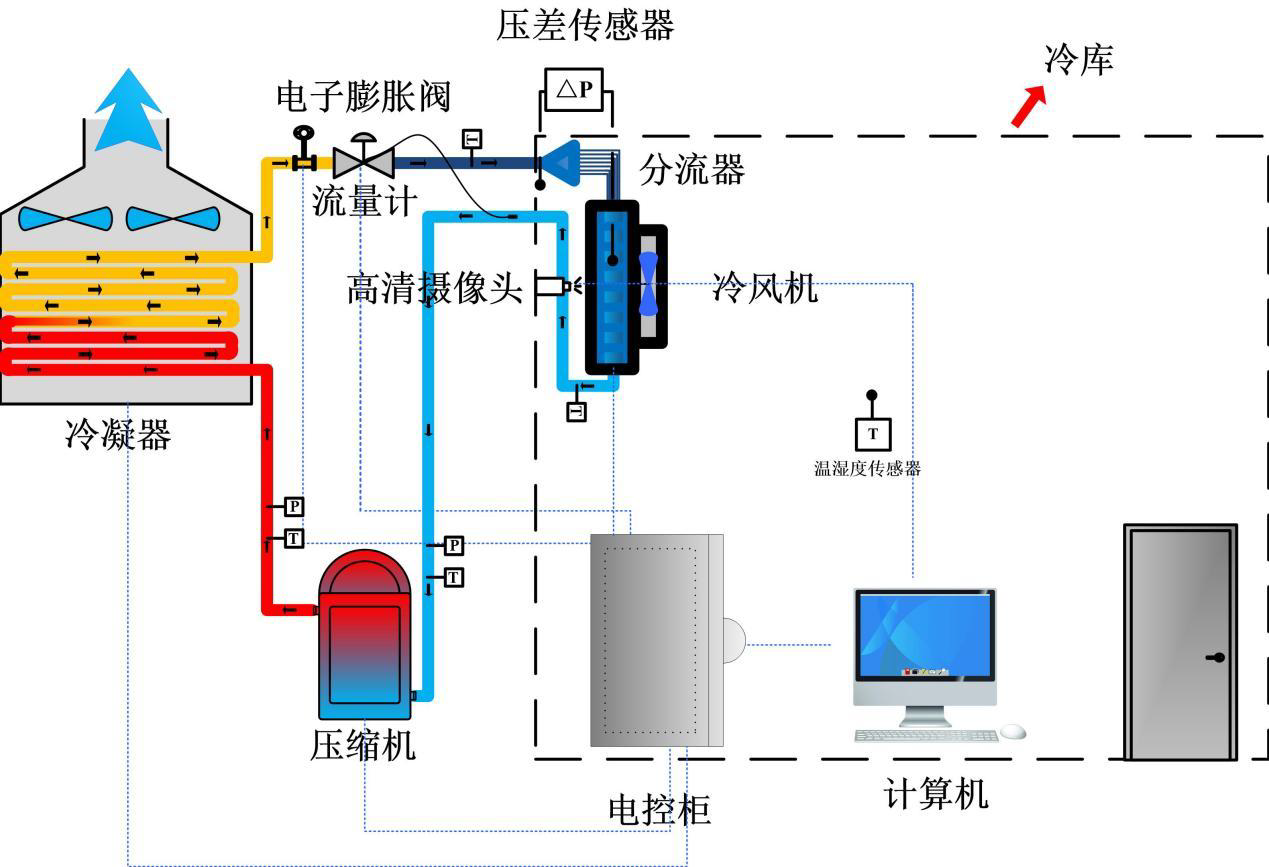 压差传感器
冷库
△P
电子膨胀阀
T
分流器
流量计
高清摄像头
冷风机
T
T
温湿度传感器
冷凝器
P
T
P
T
压缩机
电控柜
计算机